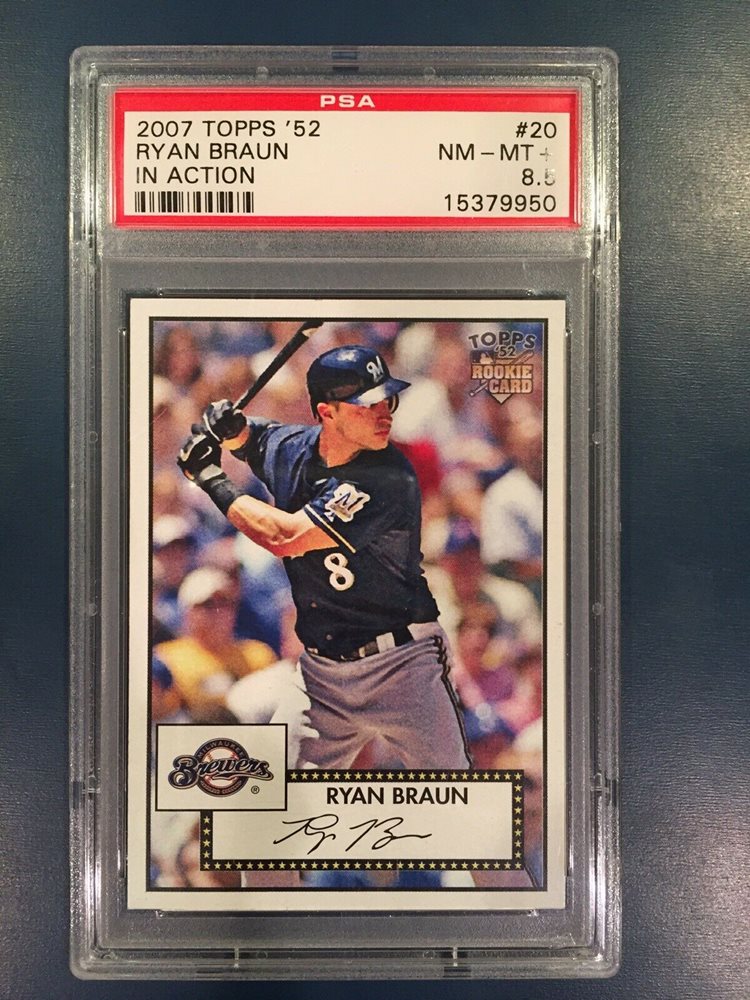 PSA
2007 TOPPS '52 #20
RYAN BRAUN NM-MT+
IN ACTION 8.5
15379950
M
TOPPS
'52
ROOKIE
CARD
M
8
MILWAUKEE
Brewers
®
RYAN BRAUN